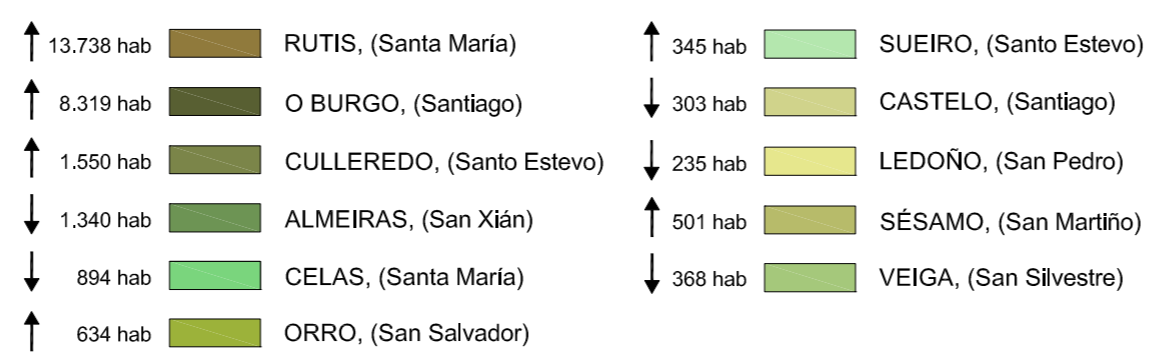 13.738 hab RUTIS, (Santa María)
8.319 hab O BURGO, (Santiago)
1.550 hab CULLEREDO, (Santo Estevo)
1.340 hab ALMEIRAS, (San Xián)
894 hab CELAS, (Santa María)
634 hab ORRO, (San Salvador)
345 hab SUEIRO, (Santo Estevo)
303 hab CASTELO, (Santiago)
235 hab LEDOÑO, (San Pedro)
501 hab SÉSAMO, (San Martiño)
368 hab VEIGA, (San Silvestre)